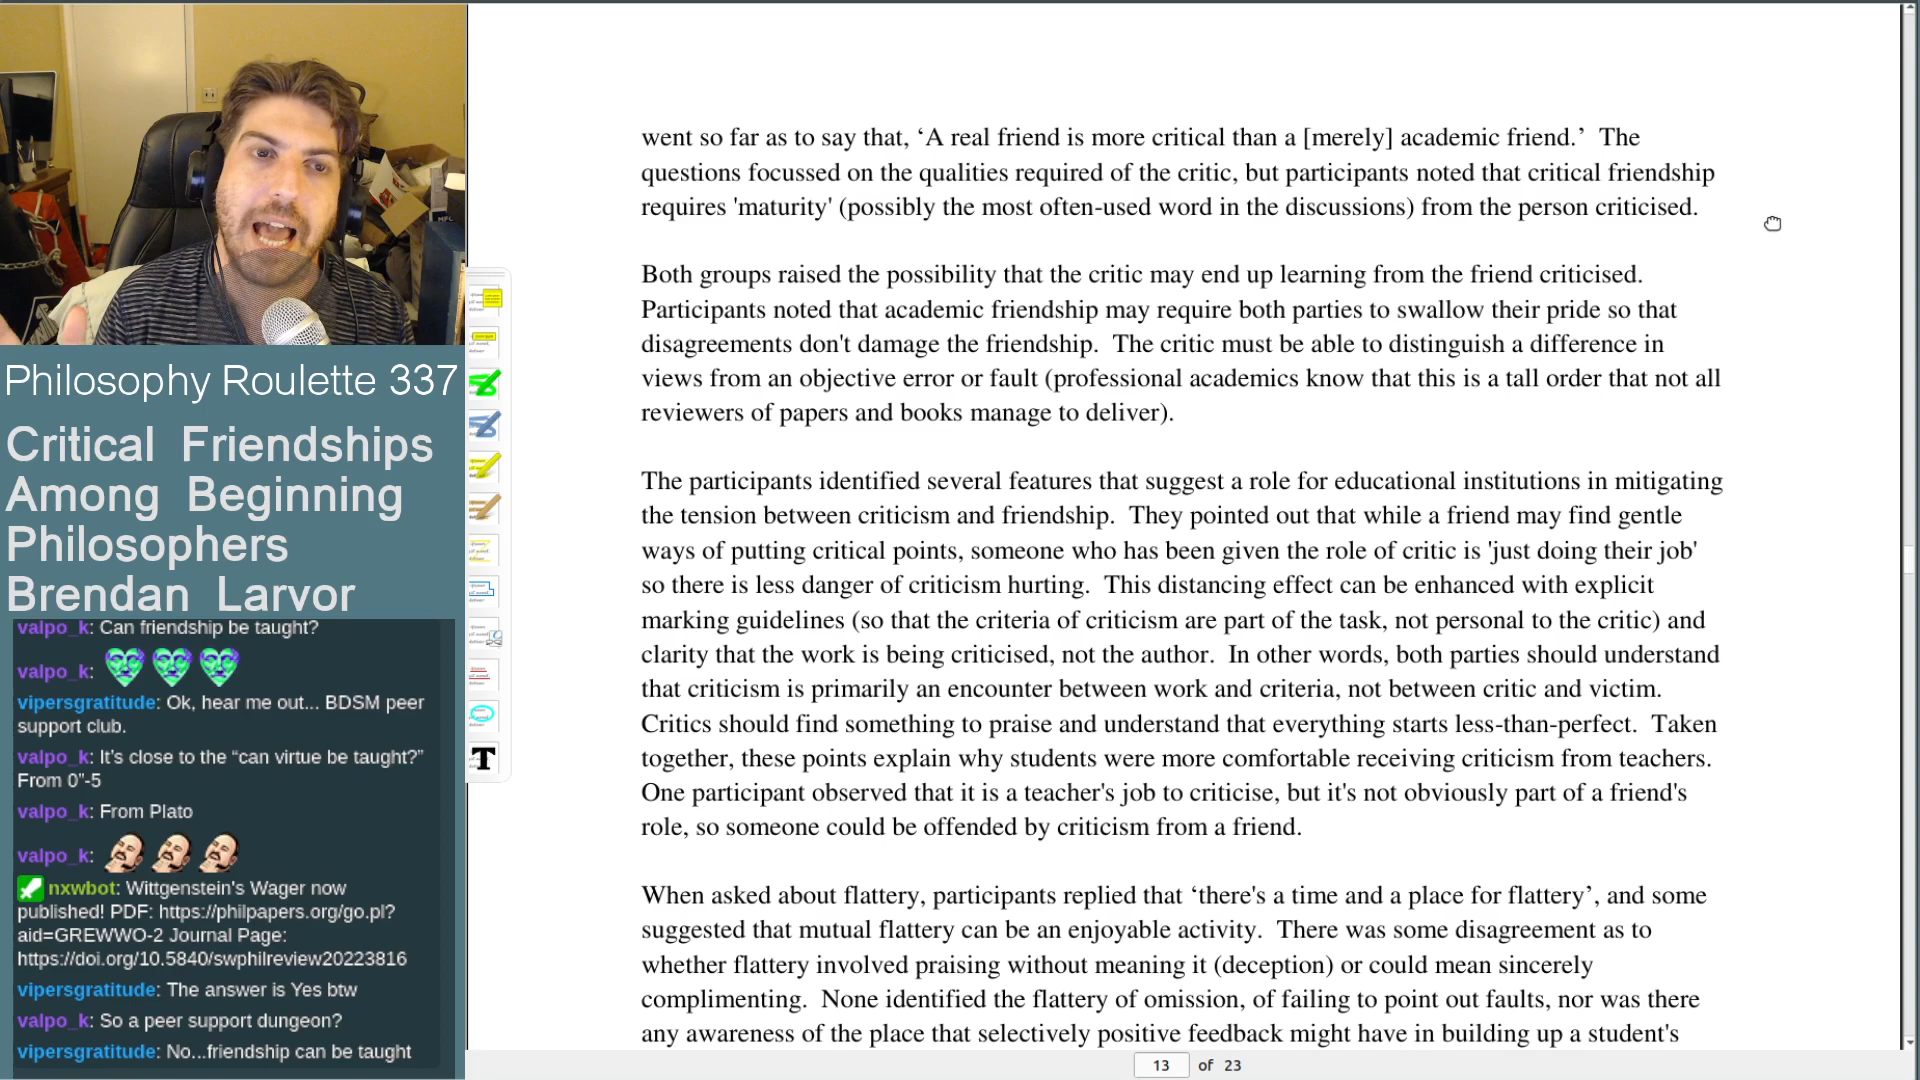 went so far as to say that, ‘A real friend is more critical than a [merely] academic friend.’  The
questions focussed on the qualities required of the critic, but participants noted that critical friendship
requires 'maturity' (possibly the most often-used word in the discussions) from the person criticised.
Both groups raised the possibility that the critic may end up learning from the friend criticised.
Participants noted that academic friendship may require both parties to swallow their pride so that
disagreements don't damage the friendship.  The critic must be able to distinguish a difference in
views from an objective error or fault (professional academics know that this is a tall order that not all
reviewers of papers and books manage to deliver).
The participants identified several features that suggest a role for educational institutions in mitigating
the tension between criticism and friendship.  They pointed out that while a friend may find gentle
ways of putting critical points, someone who has been given the role of critic is 'just doing their job'
so there is less danger of criticism hurting.  This distancing effect can be enhanced with explicit
marking guidelines (so that the criteria of criticism are part of the task, not personal to the critic) and
clarity that the work is being criticised, not the author.  In other words, both parties should understand
that criticism is primarily an encounter between work and criteria, not between critic and victim.
Critics should find something to praise and understand that everything starts less-than-perfect.  Taken
together, these points explain why students were more comfortable receiving criticism from teachers.
One participant observed that it is a teacher's job to criticise, but it's not obviously part of a friend's
role, so someone could be offended by criticism from a friend.
When asked about flattery, participants replied that ‘there's a time and a place for flattery’, and some
suggested that mutual flattery can be an enjoyable activity.  There was some disagreement as to
whether flattery involved praising without meaning it (deception) or could mean sincerely
complimenting.  None identified the flattery of omission, of failing to point out faults, nor was there
any awareness of the place that selectively positive feedback might have in building up a student's
13 of 23
T
Philosophy Roulette 337
Critical Friendships
Among Beginning
Philosophers
Brendan Larvor
valpo_k: Can friendship be taught?
valpo_k:
vipersgratitude: Ok, hear me out... BDSM peer
support club.
valpo_k: It’s close to the “can virtue be taught?”
From 0”-5
valpo_k: From Plato
valpo_k:
nxwbot: Wittgenstein's Wager now
published! PDF: https://philpapers.org/go.pl?
aid=GREWWO-2 Journal Page:
https://doi.org/10.5840/swphilreview20223816
vipersgratitude: The answer is Yes btw
valpo_k: So a peer support dungeon?
vipersgratitude: No...friendship can be taught